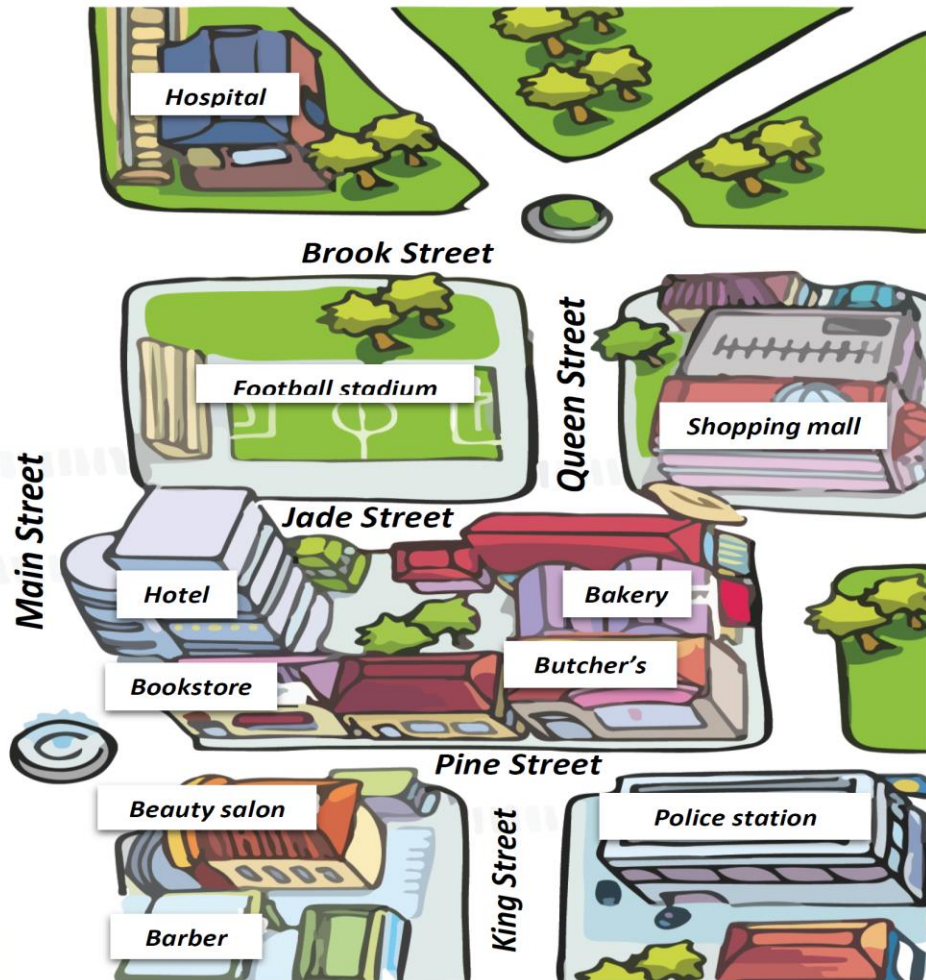 Hospital
Brook Street
Queen Street
Football stadium
Shopping mall
Main Street
Jade Street
Hotel
Bakery
Butcher's
Bookstore
Pine Street
Beauty salon
Police station
King Street
Barber